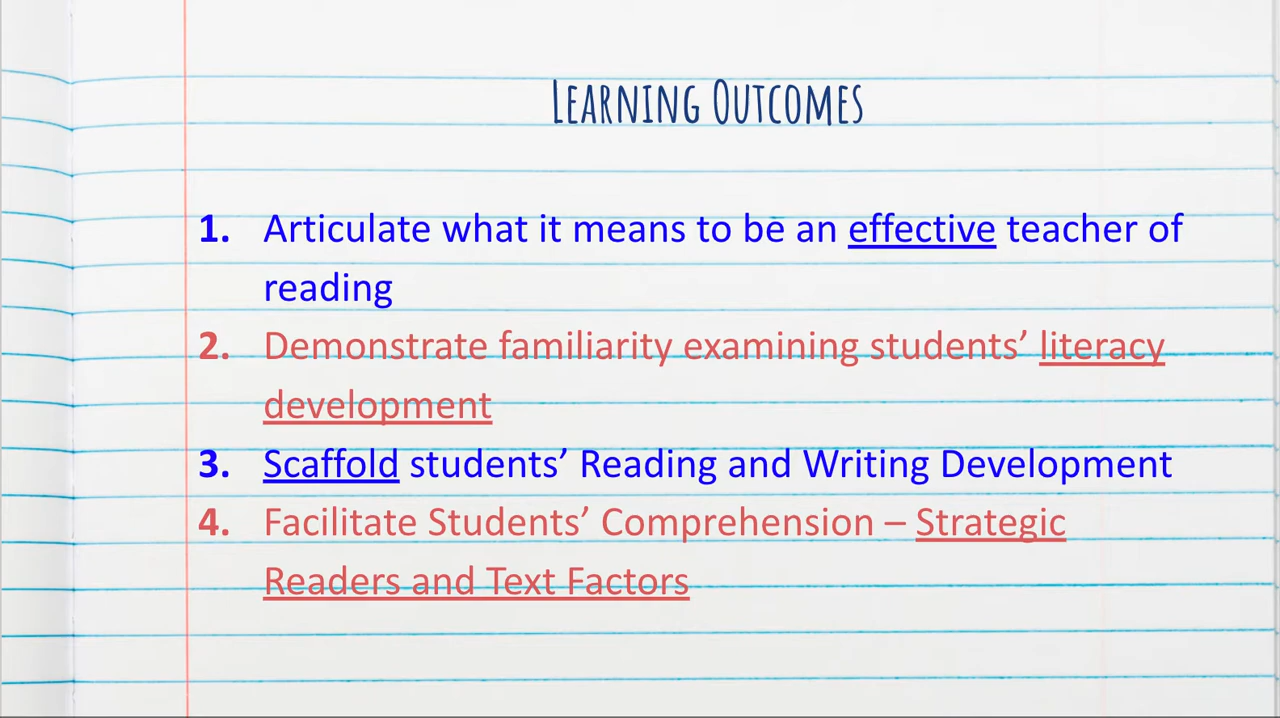 Learning Outcomes
1. Articulate what it means to be an effective teacher of
reading
2. Demonstrate familiarity examining students’ literacy
development
3. Scaffold students’ Reading and Writing Development
4. Facilitate Students’ Comprehension – Strategic
Readers and Text Factors